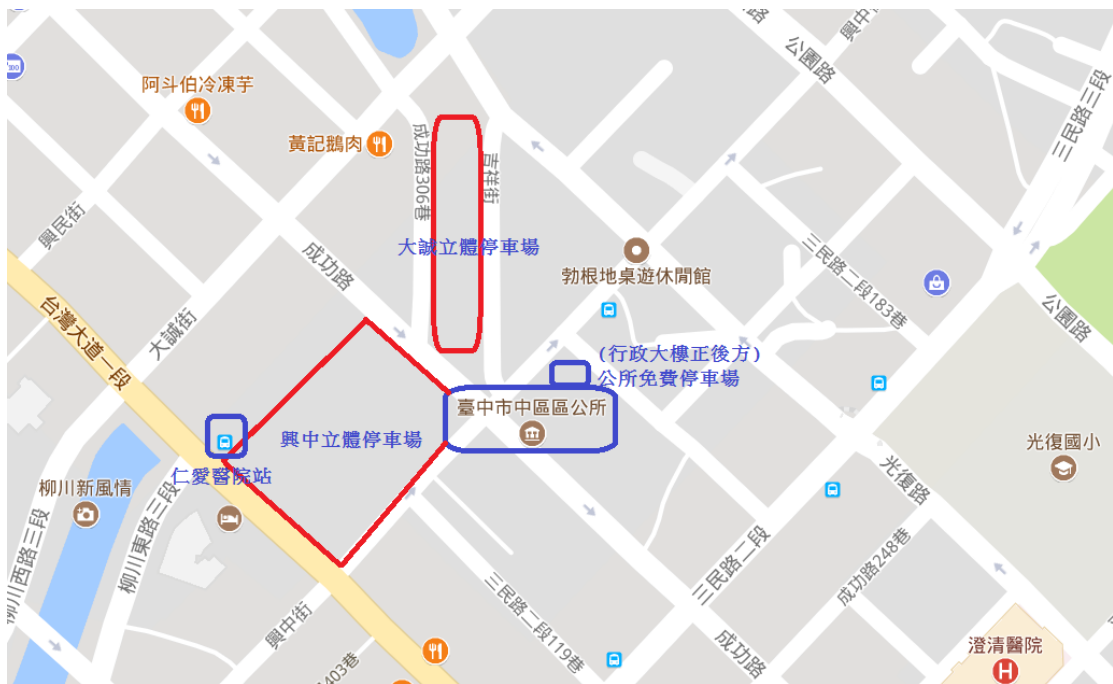 興中
公園路
三民路三段
阿斗伯冷凍芋
黃記鵝肉
成功路306巷
吉祥街
興民街
成功路
大誠立體停車場
勃根地桌遊休閒館
三民路二段183巷
公園路
台灣大道一段
大誠街
(行政大樓正後方)
公所免費停車場
臺中市中區區公所
興中立體停車場
仁愛醫院站
光復國小
光復路
柳川新風情
柳川東路三段
柳川西路三段
三民路二段
成功路248巷
興中街
三民路二段119巷
成功路
澄清醫院
H
1403巷